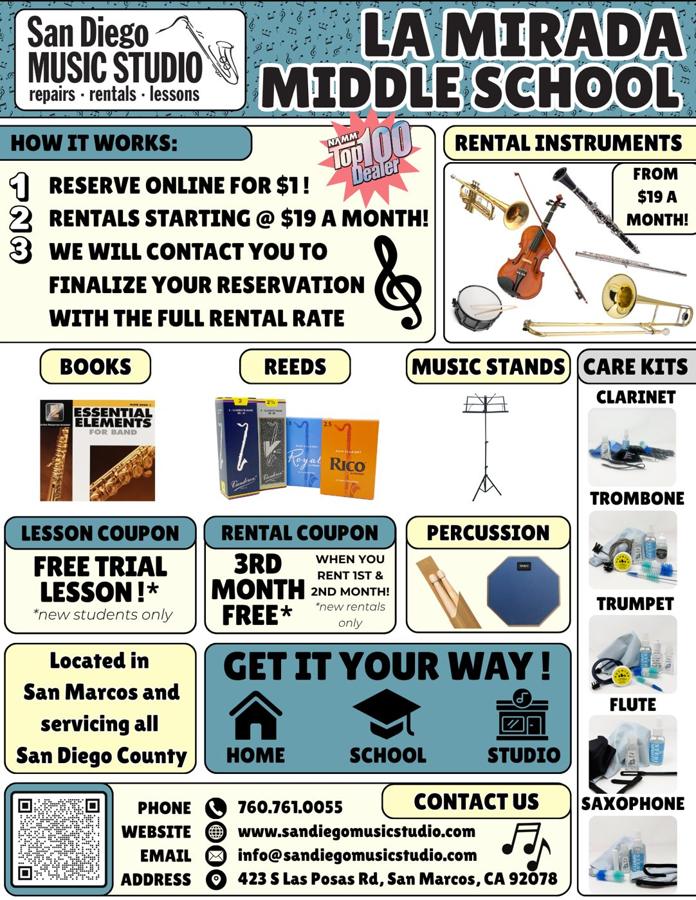 San Diego
MUSIC STUDIO
repairs · rentals · lessons
LA MIRADA
MIDDLE SCHOOL
HOW IT WORKS:
NAMM
Top 100
Dealer
1 RESERVE ONLINE FOR $1!
2 RENTALS STARTING @ $19 A MONTH!
3 WE WILL CONTACT YOU TO
FINALIZE YOUR RESERVATION
WITH THE FULL RENTAL RATE
RENTAL INSTRUMENTS
FROM
$19 A
MONTH!
BOOKS
ESSENTIAL
ELEMENTS
FOR BAND
REEDS
Royal
RICO
MUSIC STANDS
CARE KITS
CLARINET
TROMBONE
TRUMPET
FLUTE
SAXOPHONE
LESSON COUPON
FREE TRIAL
LESSON !*
*new students only
RENTAL COUPON
3RD
MONTH
FREE*
WHEN YOU
RENT 1ST &
2ND MONTH!
*new rentals
only
PERCUSSION
Located in
San Marcos and
servicing all
San Diego County
GET IT YOUR WAY !
HOME
SCHOOL
STUDIO
CONTACT US
PHONE 760.761.0055
WEBSITE www.sandiegomusicstudio.com
EMAIL info@sandiegomusicstudio.com
ADDRESS 423 S Las Posas Rd, San Marcos, CA 92078